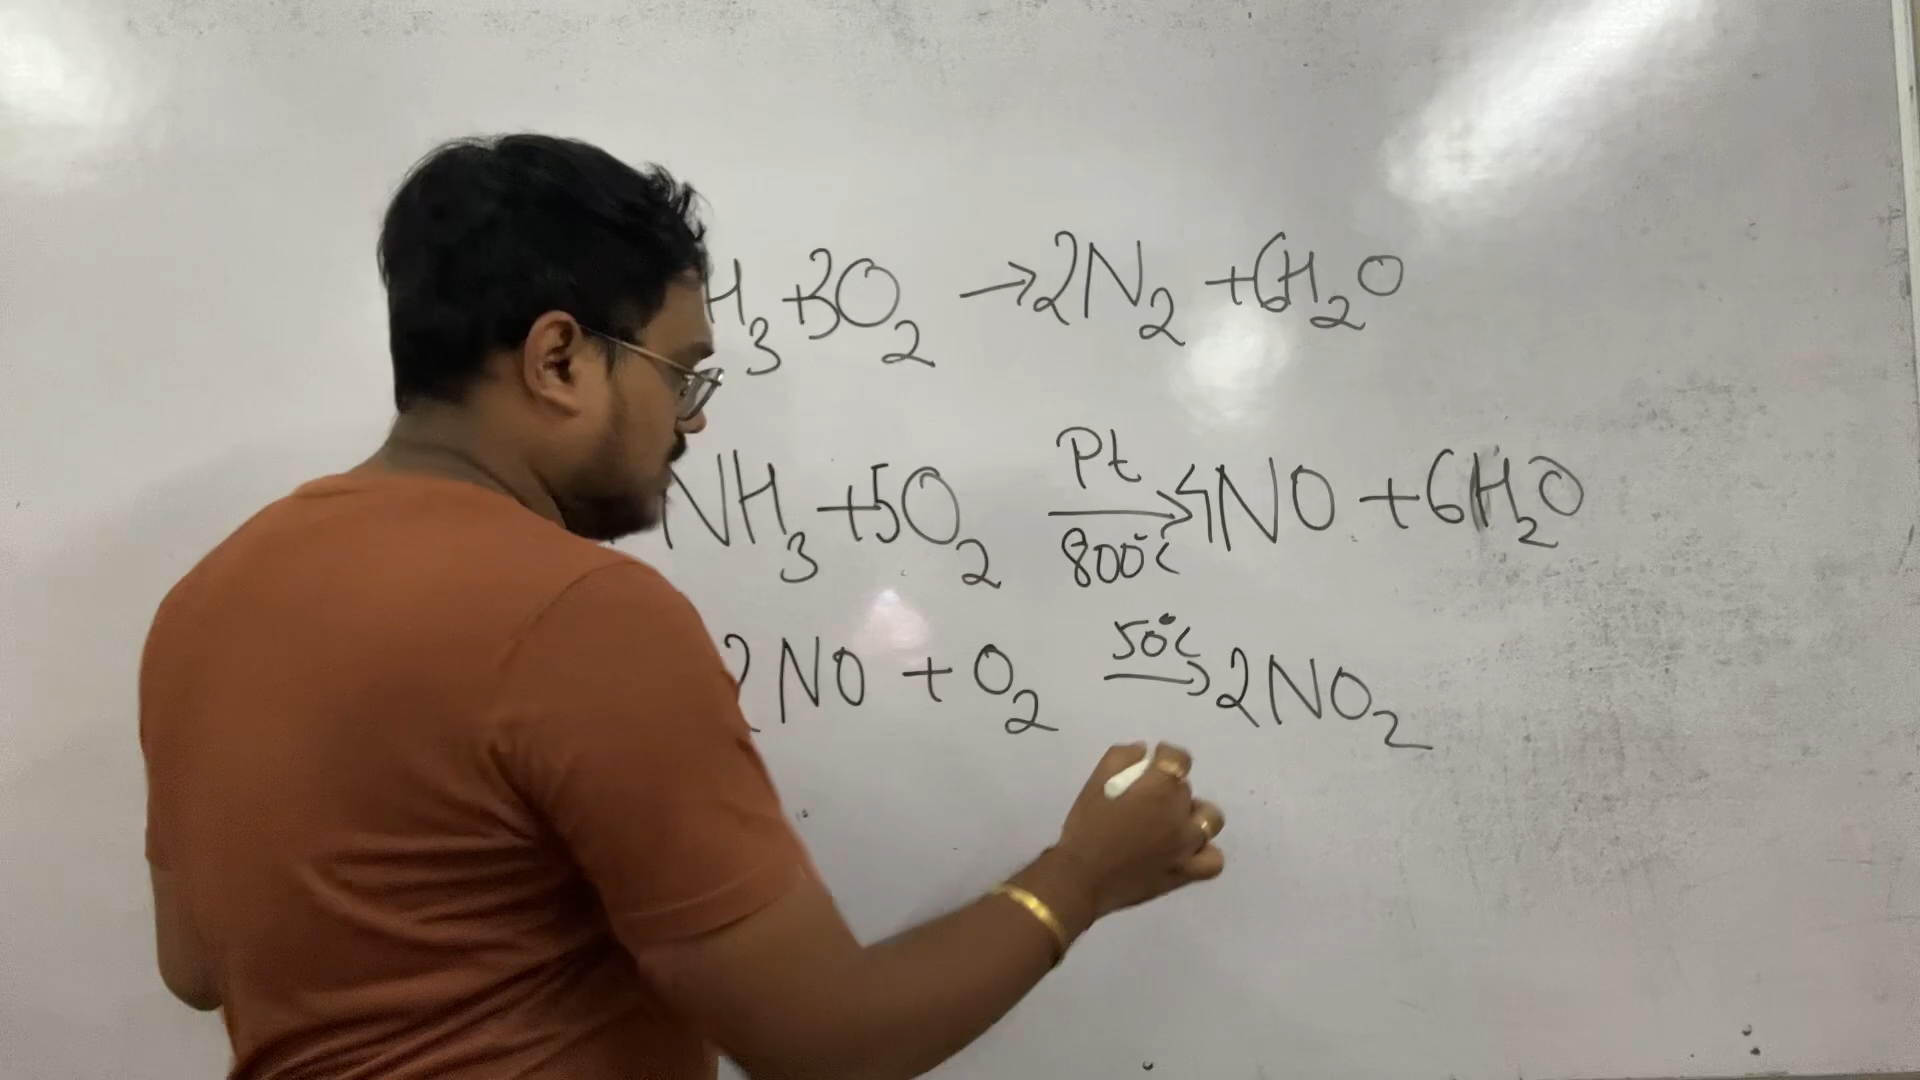 H₃ + 3O₂ → 2N₂ + 6H₂O
NH₃ + 5O₂ Pt → 800°C 4NO + 6H₂O
2NO + O₂ 50°C → 2NO₂